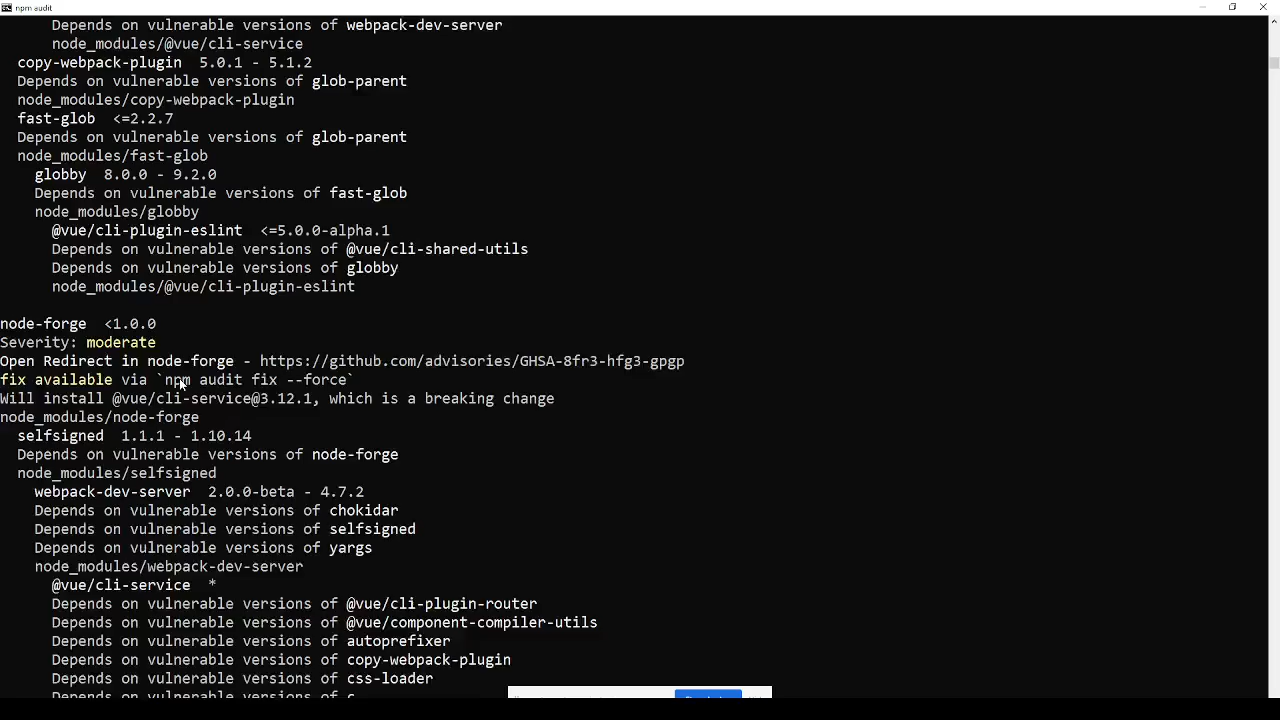 npm audit
Depends on vulnerable versions of webpack-dev-server
node_modules/@vue/cli-service
copy-webpack-plugin  5.0.1 - 5.1.2
Depends on vulnerable versions of glob-parent
node_modules/copy-webpack-plugin
fast-glob  <=2.2.7
Depends on vulnerable versions of glob-parent
node_modules/fast-glob
globby  8.0.0 - 9.2.0
Depends on vulnerable versions of fast-glob
node_modules/globby
@vue/cli-plugin-eslint  <=5.0.0-alpha.1
Depends on vulnerable versions of @vue/cli-shared-utils
Depends on vulnerable versions of globby
node_modules/@vue/cli-plugin-eslint
node-forge  <1.0.0
Severity: moderate
Open Redirect in node-forge - https://github.com/advisories/GHSA-8fr3-hfg3-gpgp
fix available via `npm audit fix --force`
Will install @vue/cli-service@3.12.1, which is a breaking change
node_modules/node-forge
selfsigned  1.1.1 - 1.10.14
Depends on vulnerable versions of node-forge
node_modules/selfsigned
webpack-dev-server  2.0.0-beta - 4.7.2
Depends on vulnerable versions of chokidar
Depends on vulnerable versions of selfsigned
Depends on vulnerable versions of yargs
node_modules/webpack-dev-server
@vue/cli-service  *
Depends on vulnerable versions of @vue/cli-plugin-router
Depends on vulnerable versions of @vue/component-compiler-utils
Depends on vulnerable versions of autoprefixer
Depends on vulnerable versions of copy-webpack-plugin
Depends on vulnerable versions of css-loader
Depends on vulnerable versions of